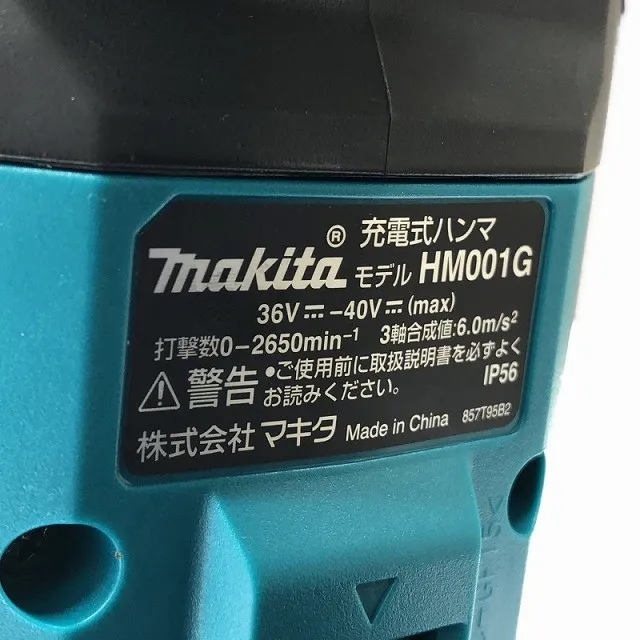 makita® 充電式ハンマ
モデル HM001G
36V⎓-40V⎓(max)
打撃数0-2650min⁻¹ 3軸合成値:6.0m/s²
⚠警告 •ご使用前に取扱説明書を必ずよく
お読みください。 IP56
株式会社マキタ Made in China 857T95B2